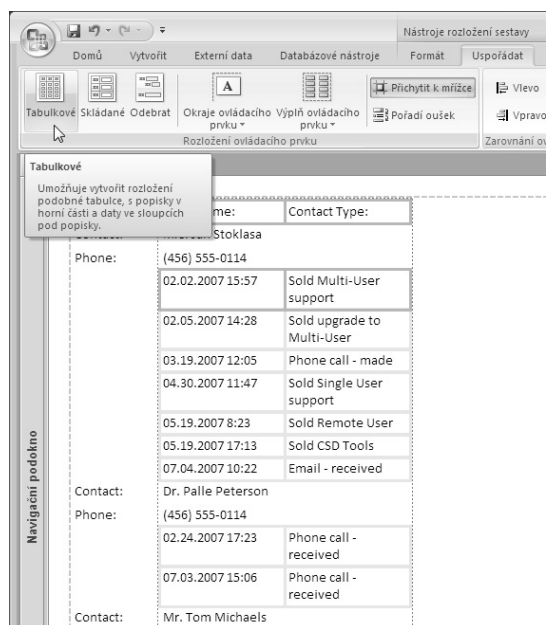 Nástroje rozložení sestavy
Domů Vytvořit Externí data Databázové nástroje Formát Uspořádat
Tabulkové Skládané Odebrat Okraje ovládacího prvku Výplň ovládacího prvku
Přichytit k mřížce
Pořadí oušek
Vlevo
Vpravo
Rozložení ovládacího prvku
Zarovnání ov
Tabulkové
Umožňuje vytvořit rozložení
podobné tabulce, s popisky v
horní části a daty ve sloupcích
pod popisky.
me: Contact Type:
Stoklasa
Phone: (456) 555-0114
02.02.2007 15:57 Sold Multi-User
support
02.05.2007 14:28 Sold upgrade to
Multi-User
03.19.2007 12:05 Phone call - made
04.30.2007 11:47 Sold Single User
support
05.19.2007 8:23 Sold Remote User
05.19.2007 17:13 Sold CSD Tools
07.04.2007 10:22 Email - received
Contact: Dr. Palle Peterson
Phone: (456) 555-0114
02.24.2007 17:23 Phone call -
received
07.03.2007 15:06 Phone call -
received
Contact: Mr. Tom Michaels
Navigační podokno